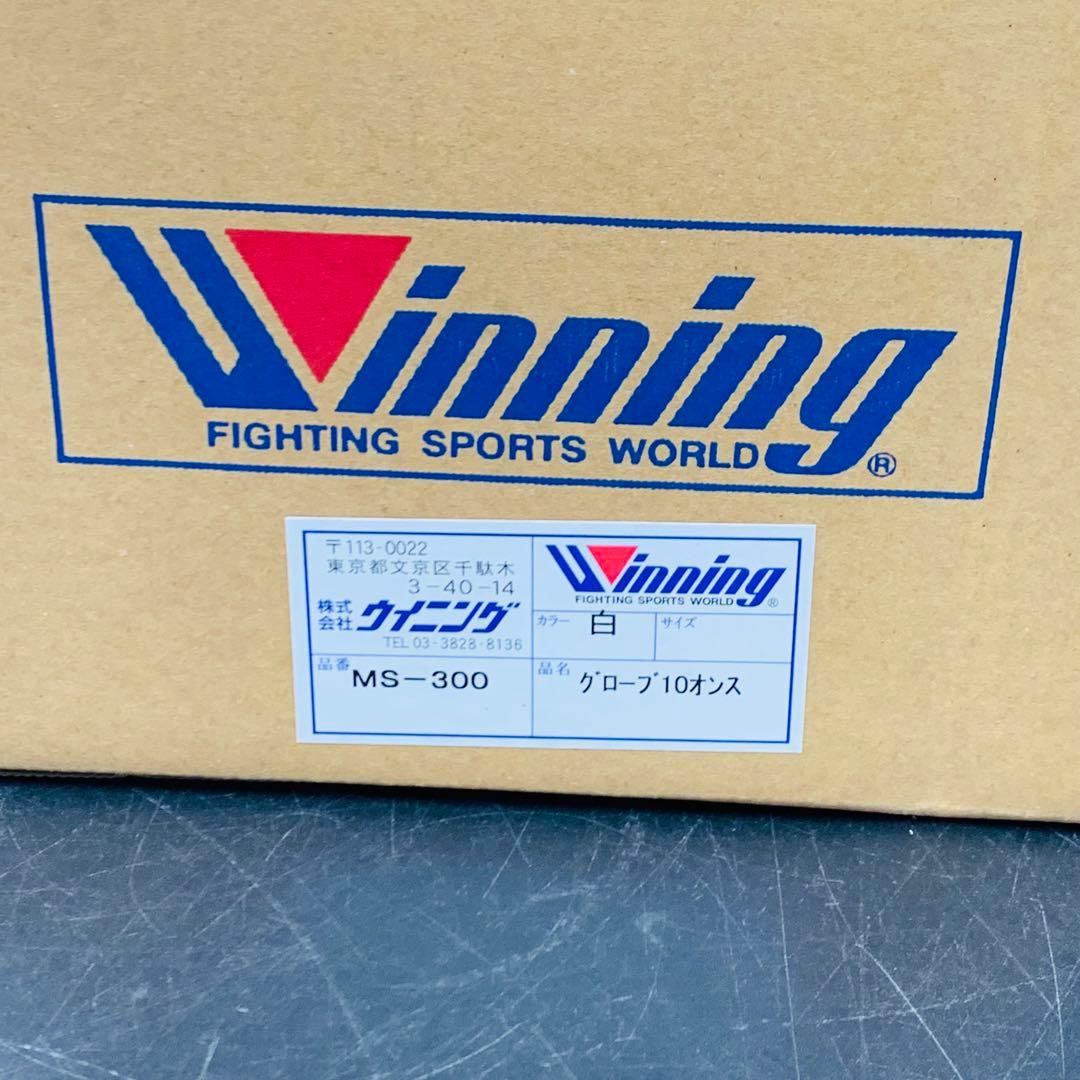 Winning
FIGHTING SPORTS WORLD ®
〒113-0022
東京都文京区千駄木
3-40-14
株式会社 ウイニング
TEL 03-3828-8136
Winning
FIGHTING SPORTS WORLD ®
カラー 白 サイズ
品番 MS-300
品名 グローブ10オンス